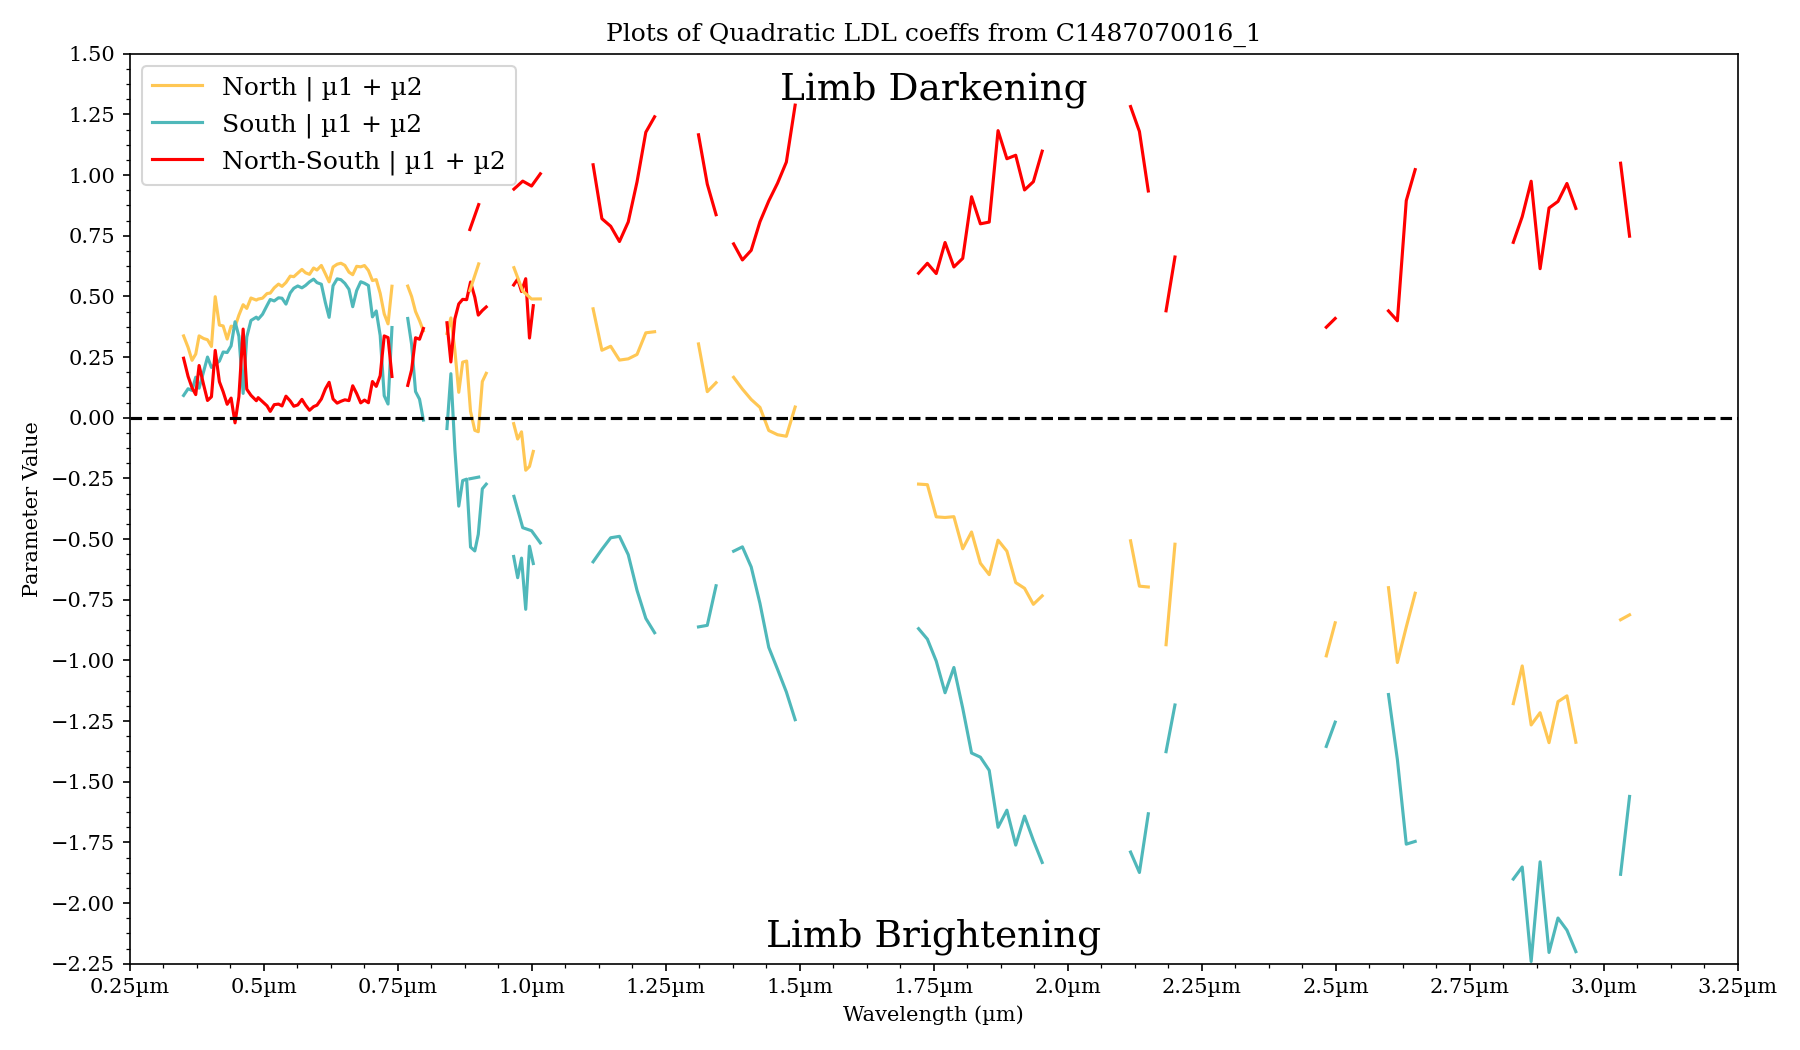 Plots of Quadratic LDL coeffs from C1487070016_1
Limb Darkening
North | µ1 + µ2
South | µ1 + µ2
North-South | µ1 + µ2
Limb Brightening
Parameter Value
1.50
1.25
1.00
0.75
0.50
0.25
0.00
−0.25
−0.50
−0.75
−1.00
−1.25
−1.50
−1.75
−2.00
−2.25
0.25µm 0.5µm 0.75µm 1.0µm 1.25µm 1.5µm 1.75µm 2.0µm 2.25µm 2.5µm 2.75µm 3.0µm 3.25µm
Wavelength (µm)